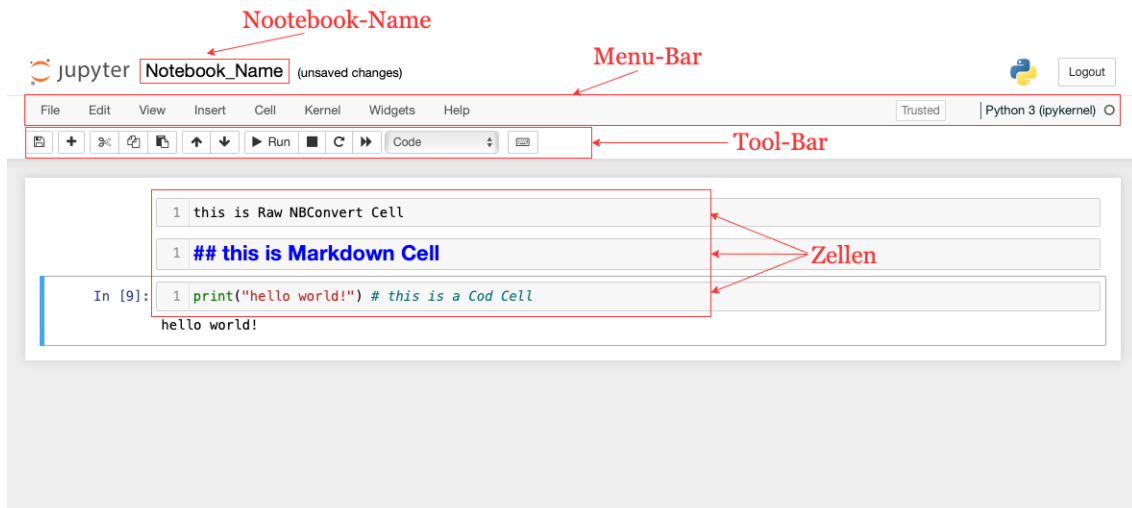 Nootebook-Name
Menu-Bar
jupyter Notebook_Name (unsaved changes) Logout
File Edit View Insert Cell Kernel Widgets Help Trusted Python 3 (ipykernel)
Run Code
Tool-Bar
1 this is Raw NBConvert Cell
1 ## this is Markdown Cell
Zellen
In [9]: 1 print("hello world!") # this is a Cod Cell
hello world!